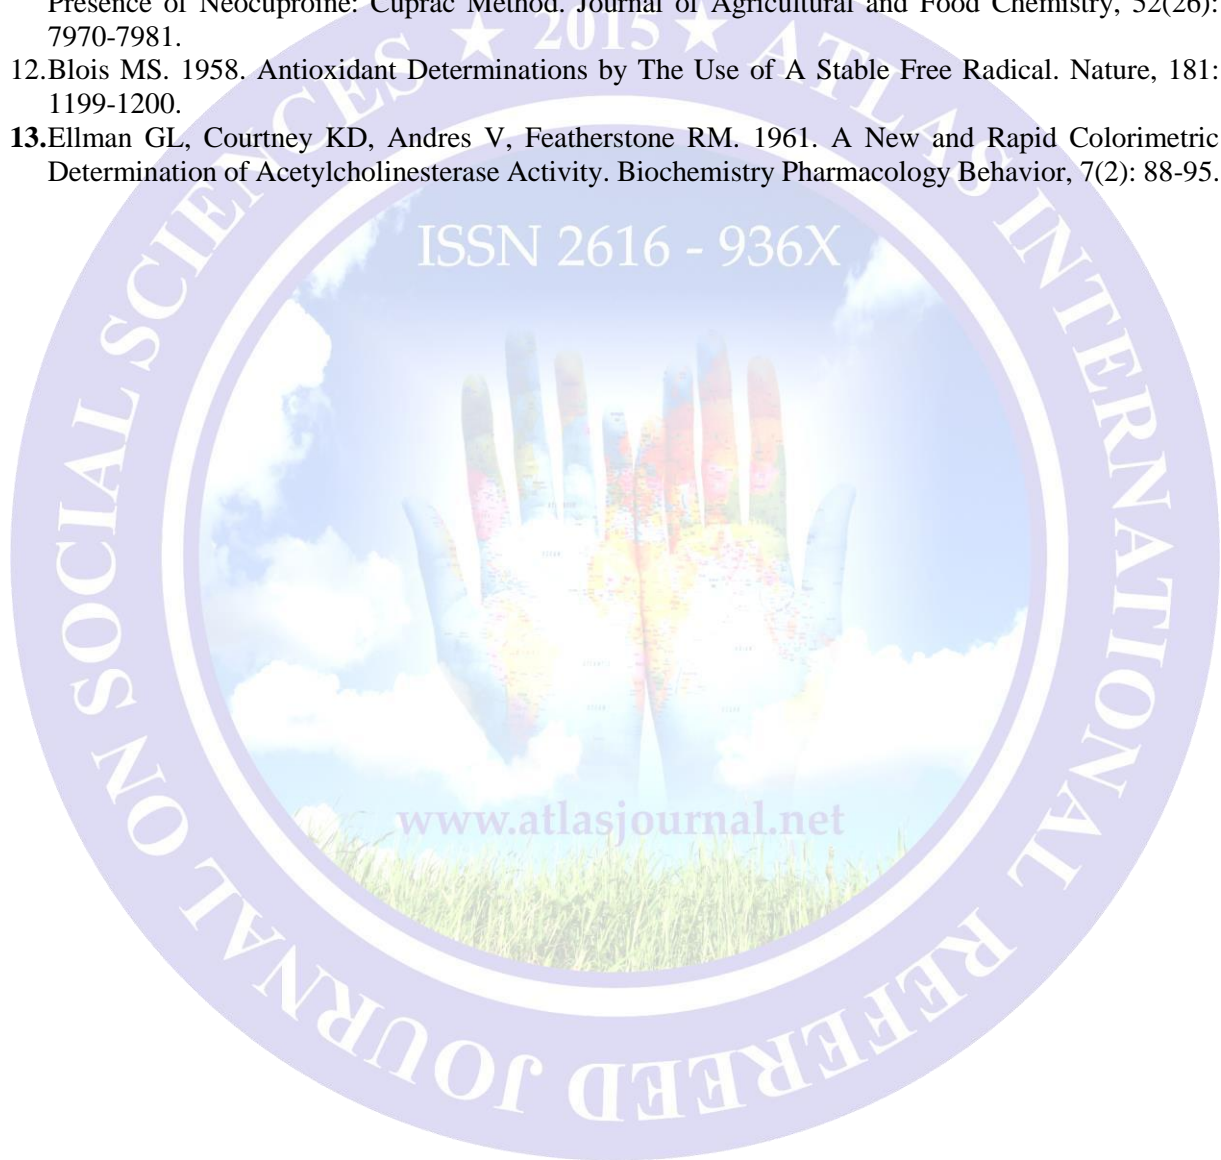 Presence of Neocuproine: Cuprac Method. Journal of Agricultural and Food Chemistry, 52(26):
7970-7981.
12.Blois MS. 1958. Antioxidant Determinations by The Use of A Stable Free Radical. Nature, 181:
1199-1200.
13.Ellman GL, Courtney KD, Andres V, Featherstone RM. 1961. A New and Rapid Colorimetric
Determination of Acetylcholinesterase Activity. Biochemistry Pharmacology Behavior, 7(2): 88-95.
★ 2015 ★
ATLAS INTERNATIONAL REFEREED JOURNAL ON SOCIAL SCIENCES
ISSN 2616 - 936X
www.atlasjournal.net